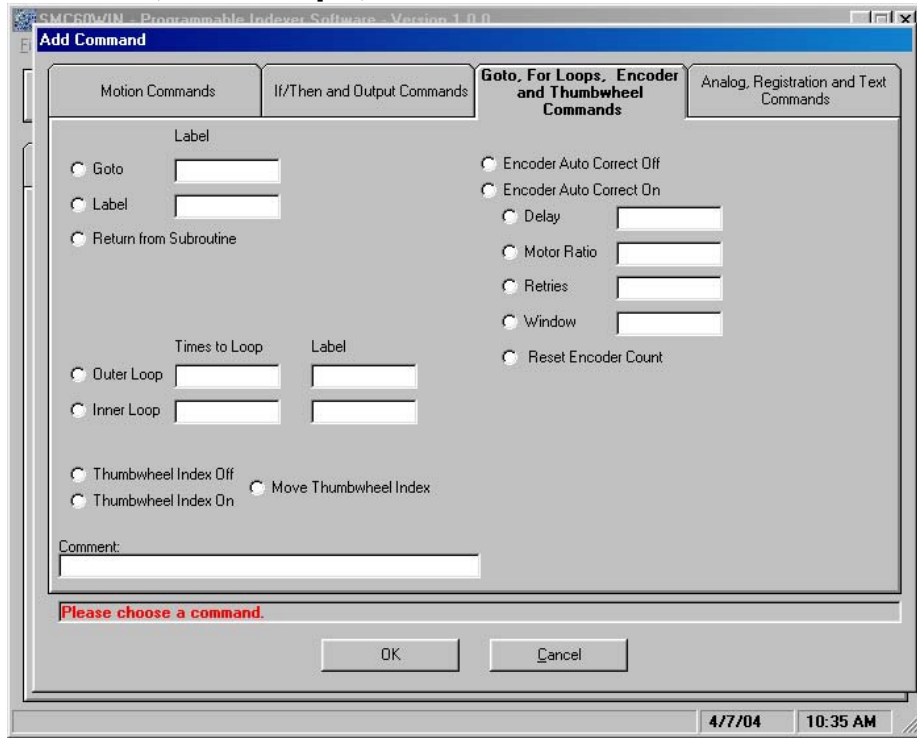 SMC60WIN - Programmable Indexer Software - Version 1.0.0
Add Command
Motion Commands
If/Then and Output Commands
Goto, For Loops, Encoder
and Thumbwheel
Commands
Analog, Registration and Text
Commands
Label
Goto
Label
Return from Subroutine
Times to Loop
Label
Outer Loop
Inner Loop
Thumbwheel Index Off
Thumbwheel Index On
Move Thumbwheel Index
Encoder Auto Correct Off
Encoder Auto Correct On
Delay
Motor Ratio
Retries
Window
Reset Encoder Count
Comment:
Please choose a command.
OK
Cancel
4/7/04
10:35 AM